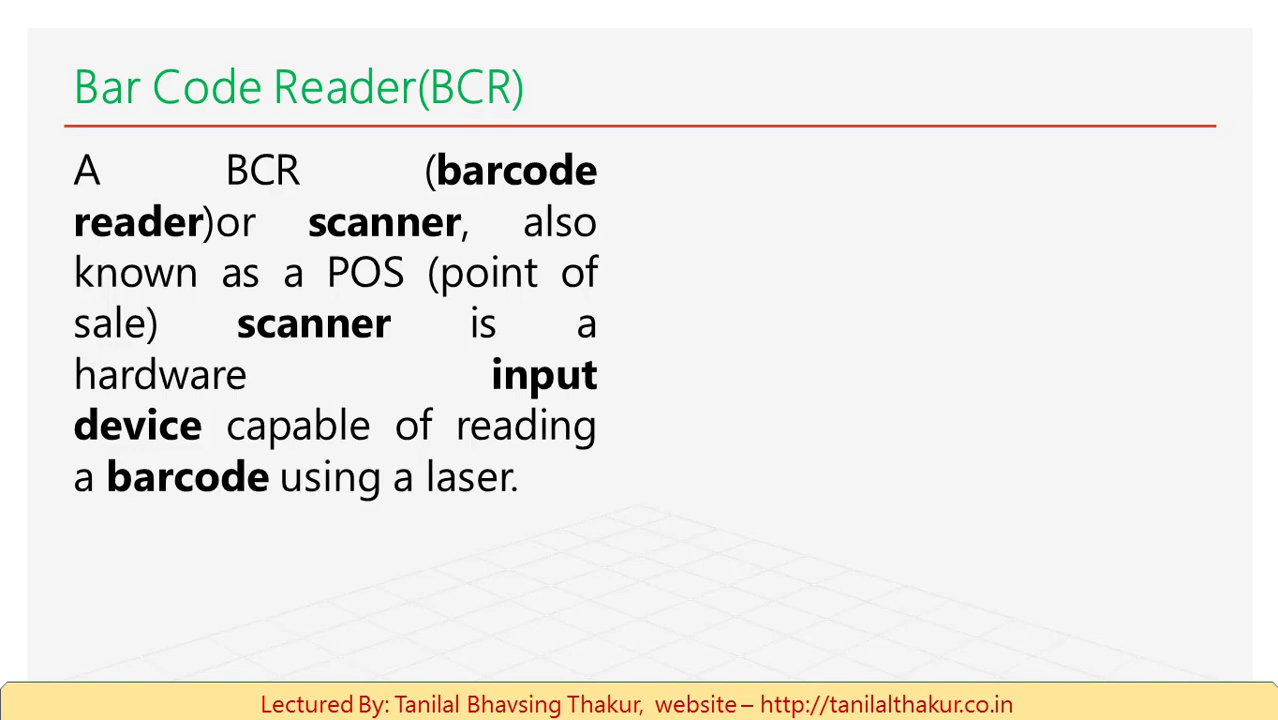 Bar Code Reader(BCR)
A BCR (barcode
reader)or scanner, also
known as a POS (point of
sale) scanner is a
hardware input
device capable of reading
a barcode using a laser.
Lectured By: Tanilal Bhavsing Thakur, website – http://tanilalthakur.co.in